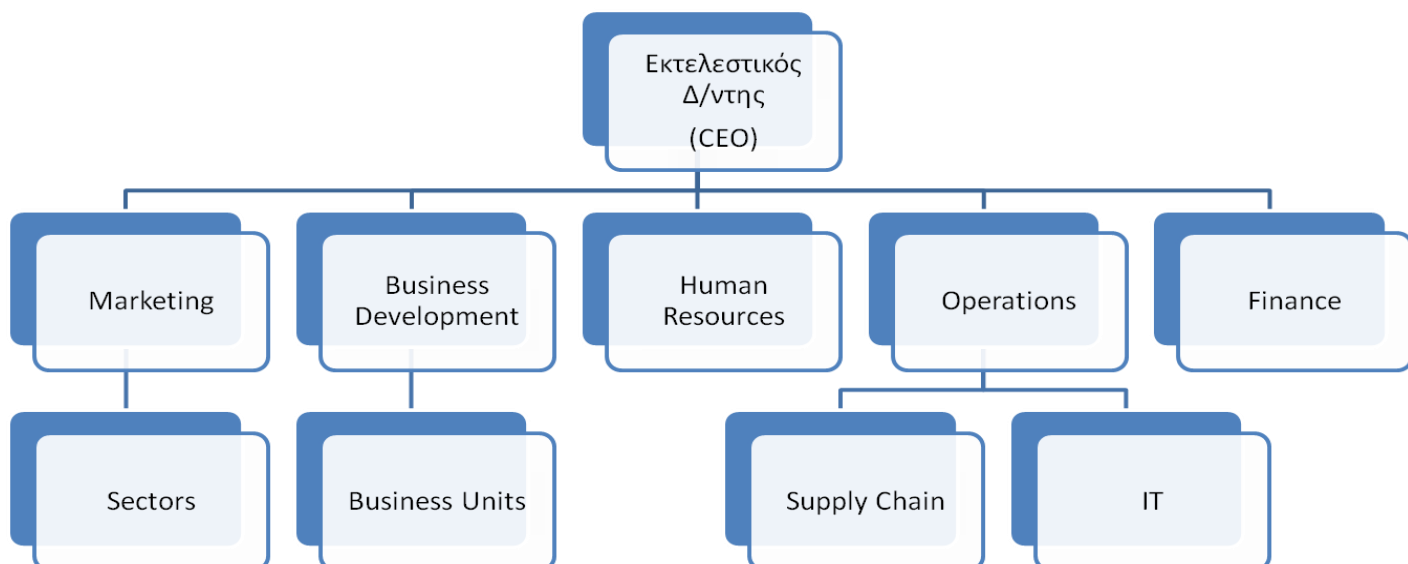 Εκτελεστικός
Δ/ντης
(CEO)
Marketing
Business
Development
Human
Resources
Operations
Finance
Sectors
Business Units
Supply Chain
IT